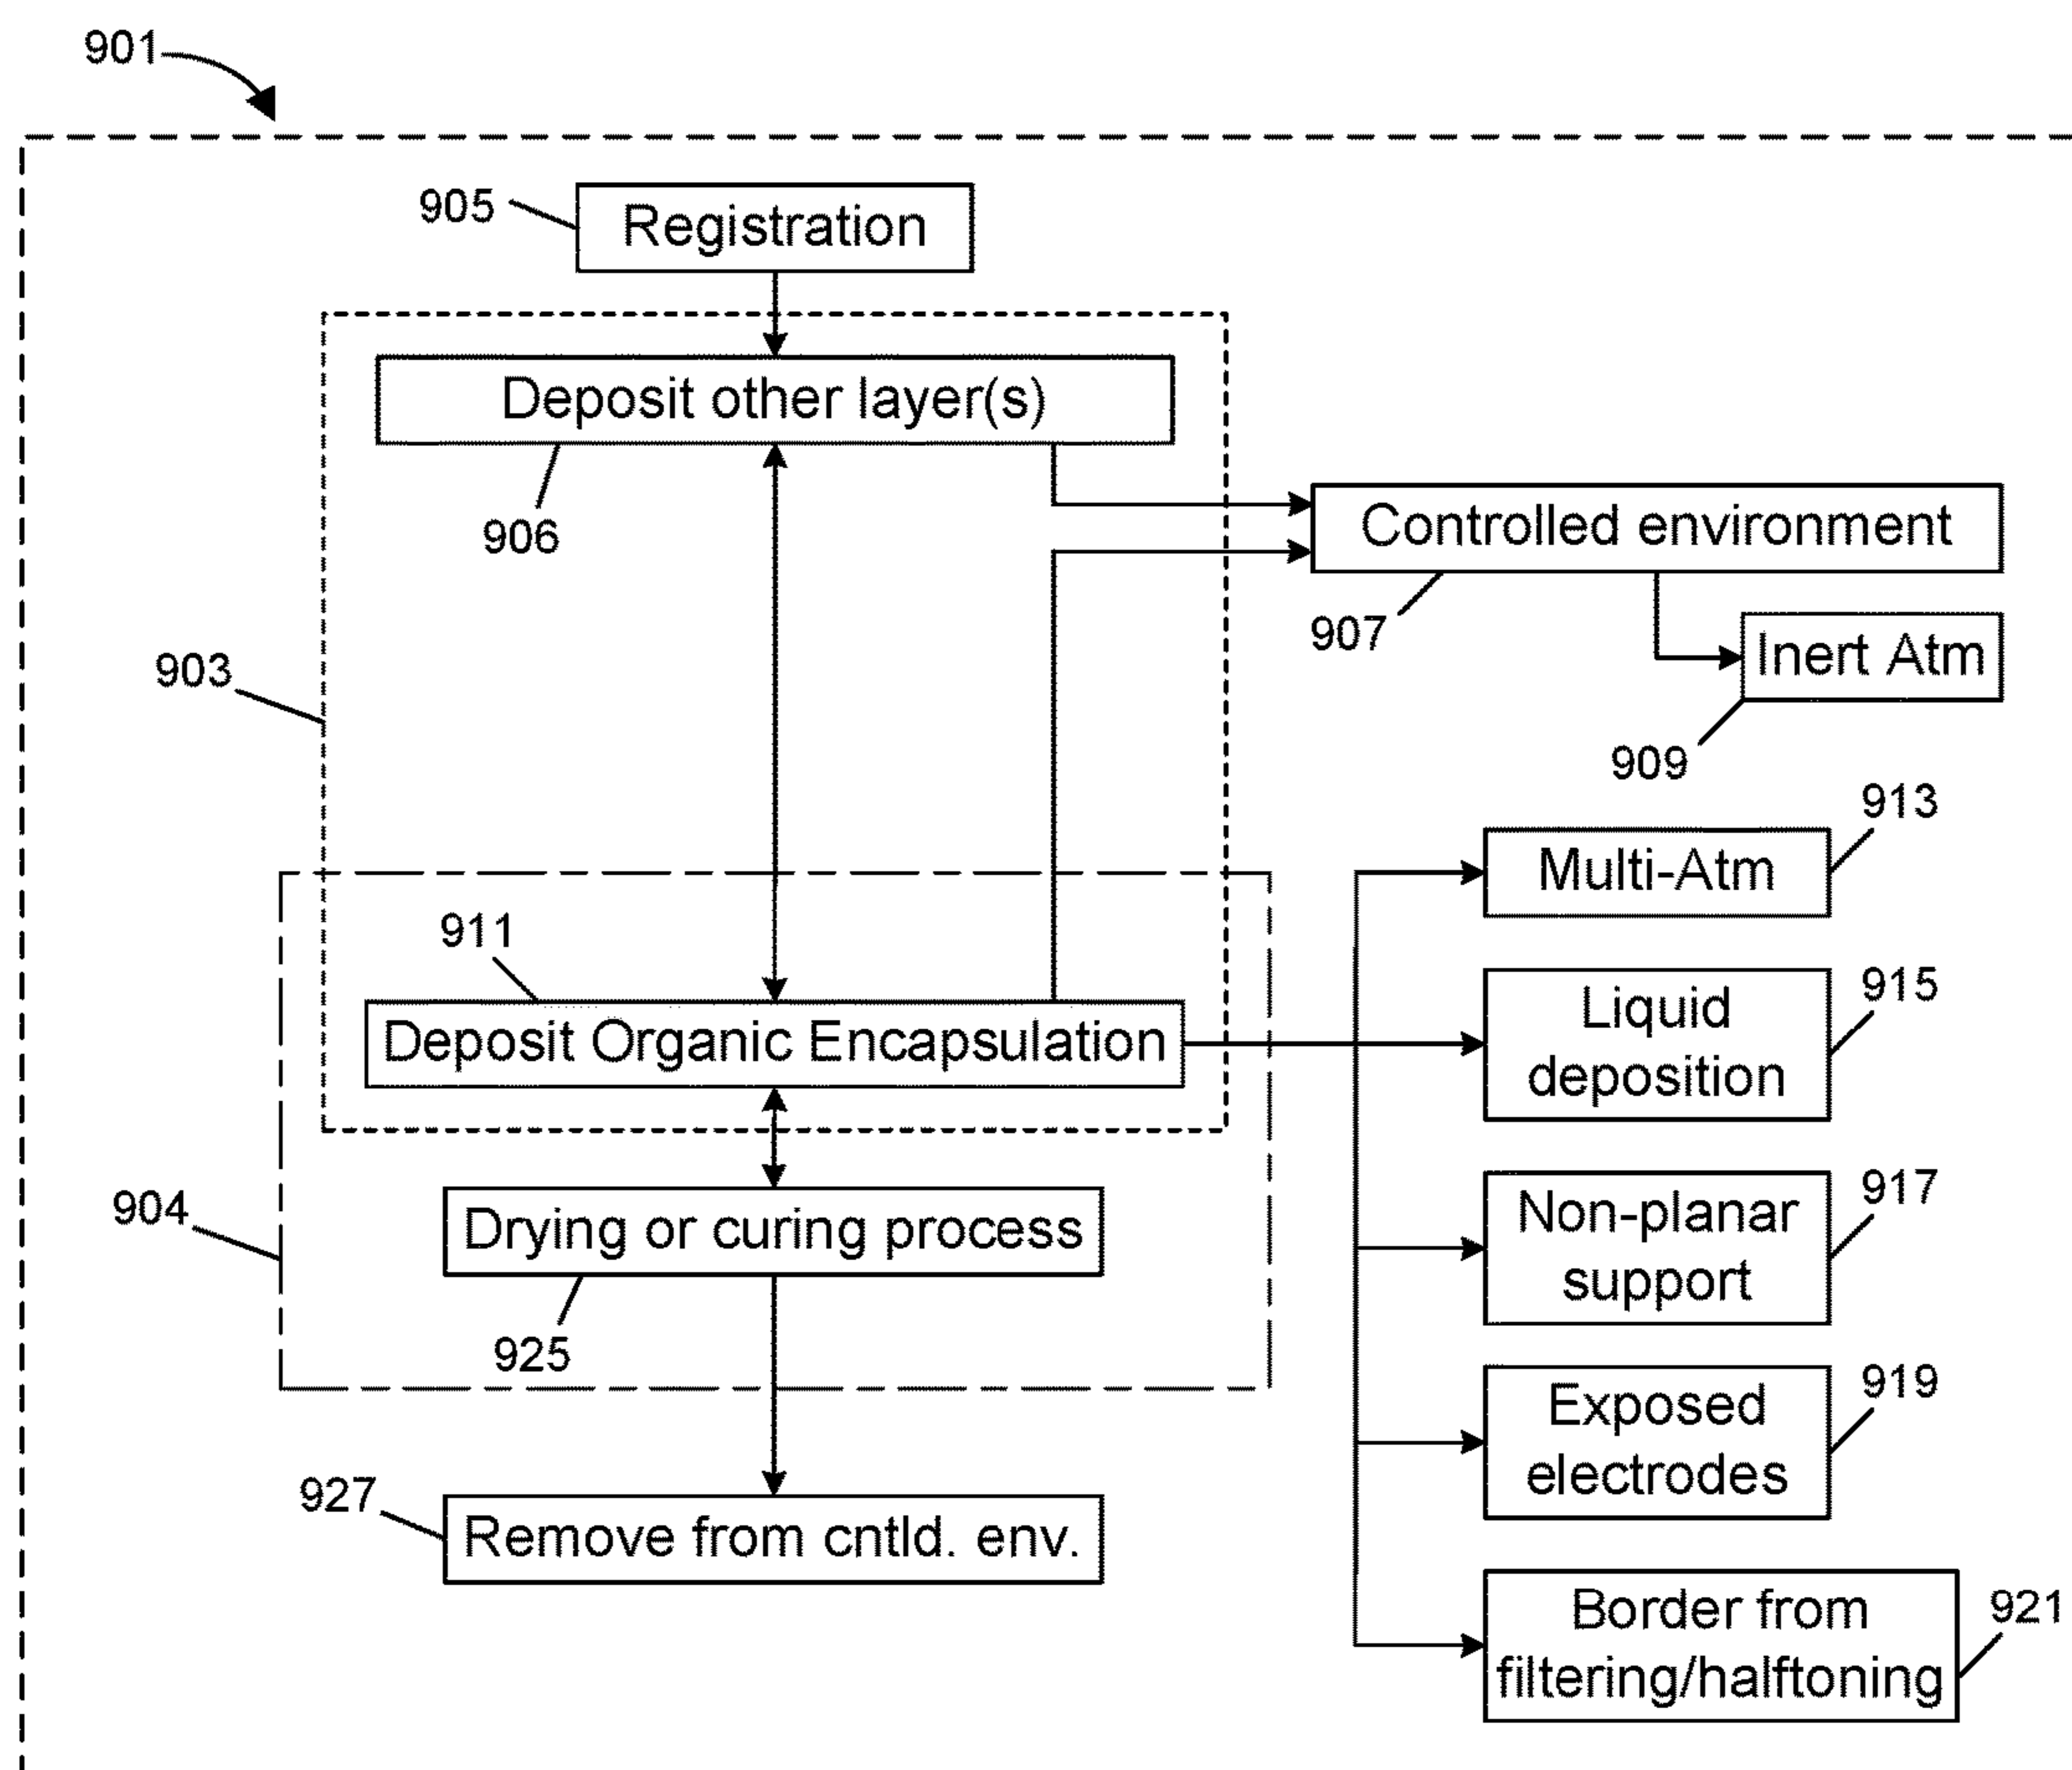 901
905
Registration
Deposit other layer(s)
906
Controlled environment
907
903
Inert Atm
909
913
Multi-Atm
911
Deposit Organic Encapsulation
915
Liquid
deposition
904
Drying or curing process
925
917
Non-planar
support
919
Exposed
electrodes
927
Remove from cntld. env.
921
Border from
filtering/halftoning